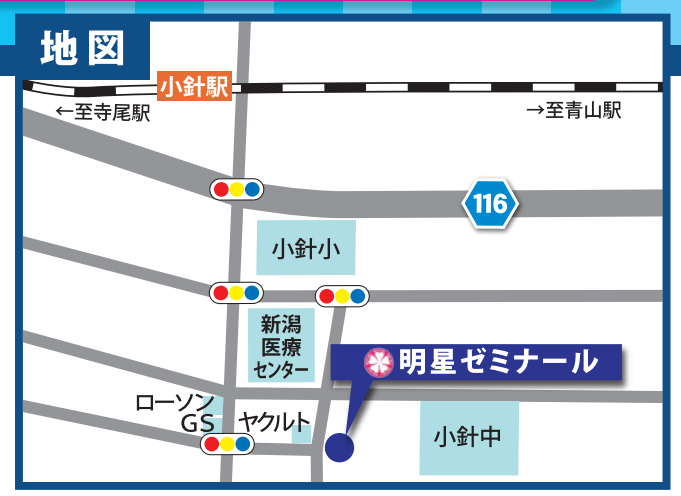 地図
小針駅
←至寺尾駅
→至青山駅
116
小針小
新潟
医療
センター
明星ゼミナール
ローソン
GS
ヤクルト
小針中